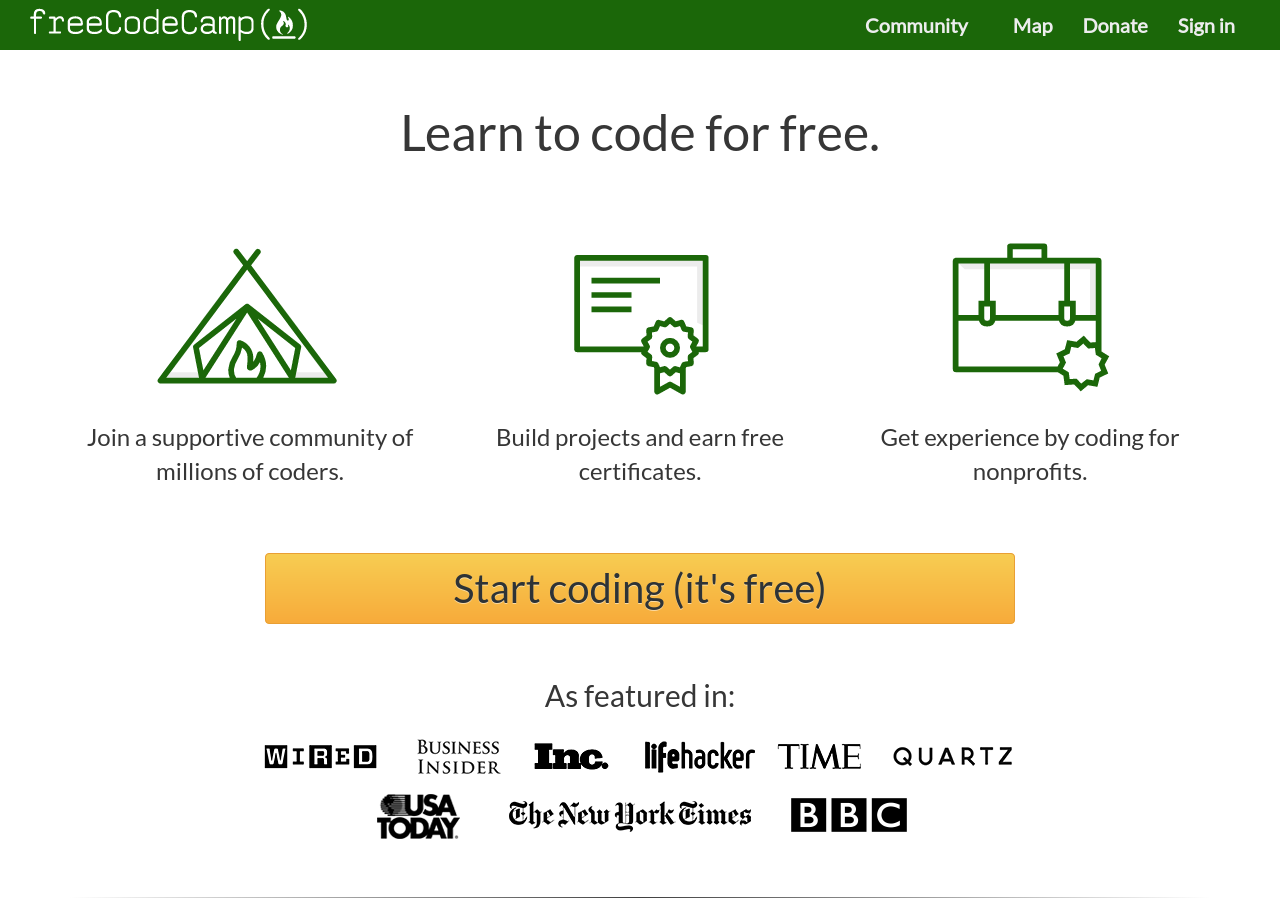 freeCodeCamp
Community Map Donate Sign in
Learn to code for free.
Join a supportive community of
millions of coders.
Build projects and earn free
certificates.
Get experience by coding for
nonprofits.
Start coding (it's free)
As featured in:
WIRED
BUSINESS
INSIDER
Inc.
lifehacker
TIME
QUARTZ
USA
TODAY
The New York Times
BBC